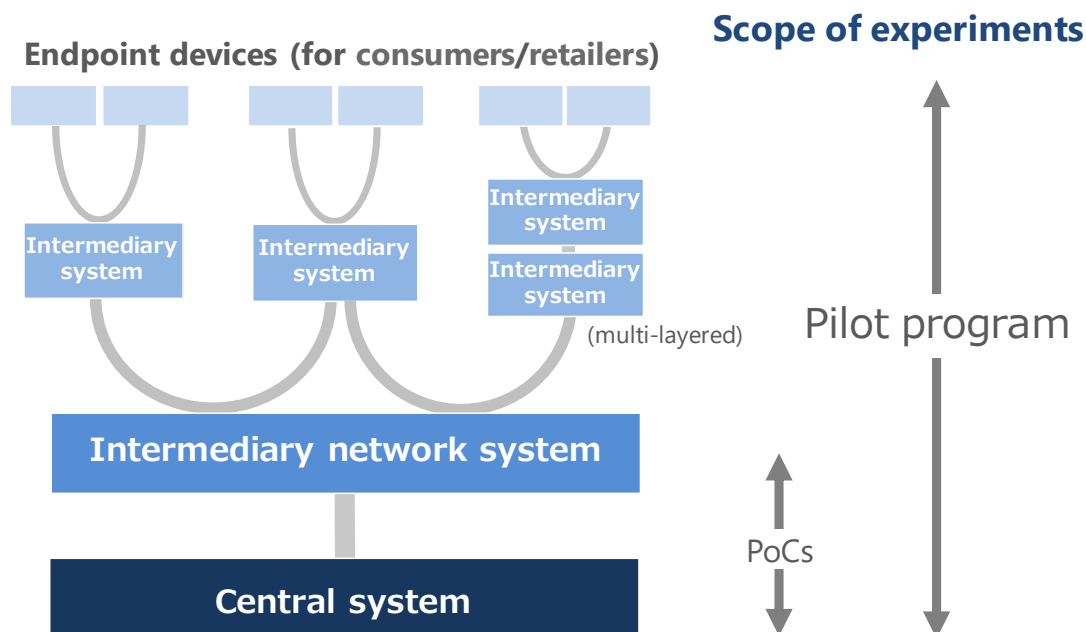 Scope of experiments
Endpoint devices (for consumers/retailers)
Intermediary
system
Intermediary
system
Intermediary
system
Intermediary
system
(multi-layered)
Pilot program
Intermediary network system
PoCs
Central system